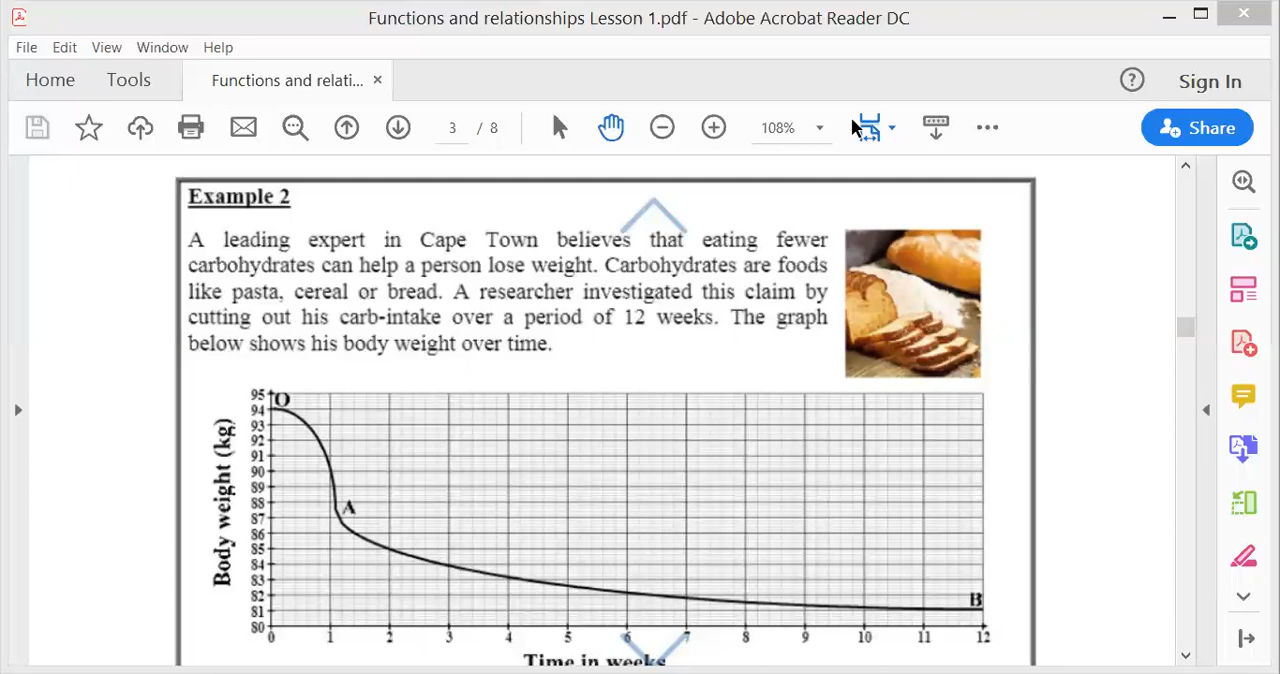 Functions and relationships Lesson 1.pdf - Adobe Acrobat Reader DC
File Edit View Window Help
Home Tools Functions and relati... × ? Sign In
3 / 8 108% Share
Example 2
A leading expert in Cape Town believes that eating fewer
carbohydrates can help a person lose weight. Carbohydrates are foods
like pasta, cereal or bread. A researcher investigated this claim by
cutting out his carb-intake over a period of 12 weeks. The graph
below shows his body weight over time.
Body weight (kg)
95
O
94
93
92
91
90
89
88
A
87
86
85
84
83
82
B
81
80
0 1 2 3 4 5 6 7 8 9 10 11 12
Time in weeks